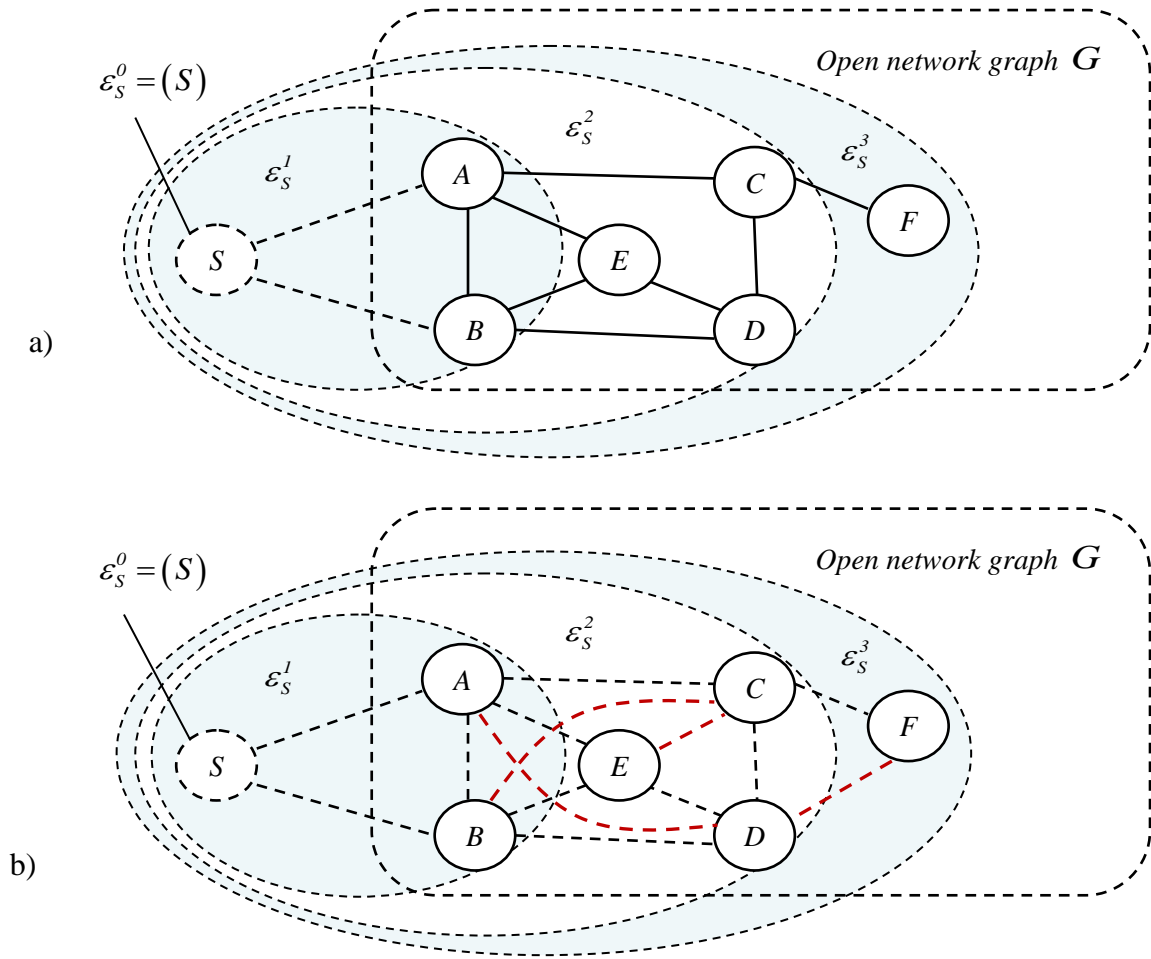 Open network graph G
ε_S^0 = (S)
ε_S^2
ε_S^3
ε_S^1
A
C
F
S
E
B
D
a)
Open network graph G
ε_S^0 = (S)
ε_S^2
ε_S^3
ε_S^1
A
C
F
S
E
B
D
b)